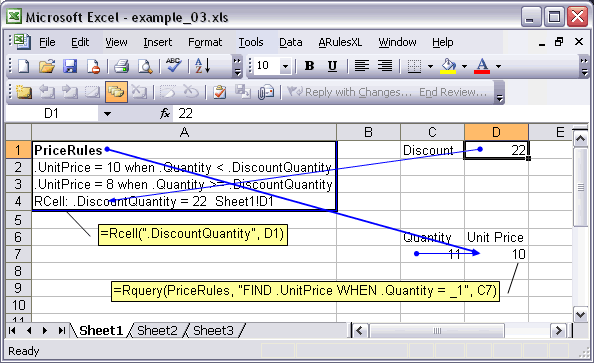 Microsoft Excel - example_03.xls
File Edit View Insert Format Tools Data ARulesXL Window Help
10 B U
Reply with Changes... End Review...
D1 fx 22
A B C D E
1 PriceRules Discount 22
2 .UnitPrice = 10 when .Quantity < .DiscountQuantity
3 .UnitPrice = 8 when .Quantity >= .DiscountQuantity
4 RCell: .DiscountQuantity = 22 Sheet1!D1
5
=Rcell(".DiscountQuantity", D1)
6 Quantity Unit Price
7 11 10
8
9 =Rquery(PriceRules, "FIND .UnitPrice WHEN .Quantity = _1", C7)
10
11
Sheet1 Sheet2 Sheet3
Ready